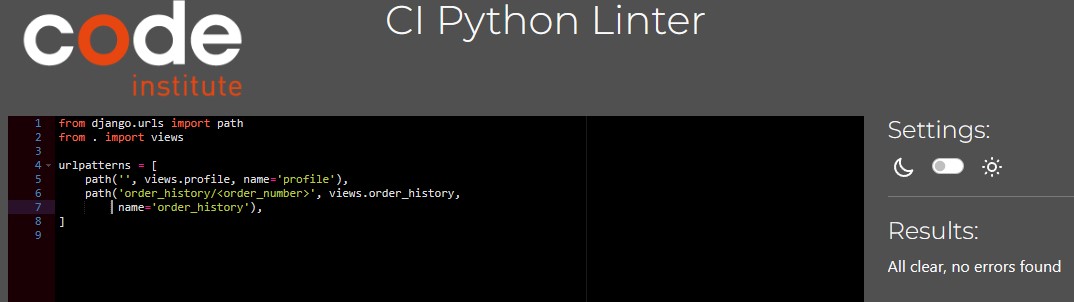 code
institute
CI Python Linter
1 from django.urls import path
2 from . import views
3
4 urlpatterns = [
5     path('', views.profile, name='profile'),
6     path('order_history/<order_number>', views.order_history,
7          name='order_history'),
8 ]
9
Settings:
Results:
All clear, no errors found